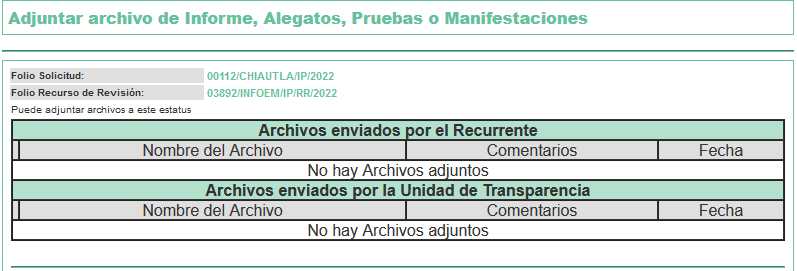 Adjuntar archivo de Informe, Alegatos, Pruebas o Manifestaciones
Folio Solicitud: 00112/CHIAUTLA/IP/2022
Folio Recurso de Revisión: 03892/INFOEM/IP/RR/2022
Puede adjuntar archivos a este estatus
Archivos enviados por el Recurrente
Nombre del Archivo Comentarios Fecha
No hay Archivos adjuntos
Archivos enviados por la Unidad de Transparencia
Nombre del Archivo Comentarios Fecha
No hay Archivos adjuntos